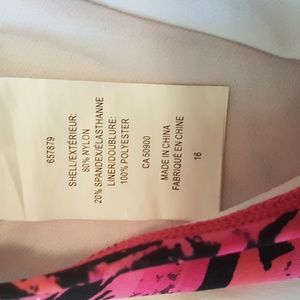 657879
SHELL/EXTÉRIEUR:
80% NYLON
20% SPANDEX/ÉLASTHANNE
LINER/DOUBLURE:
100% POLYESTER
CA 50900
MADE IN CHINA
FABRIQUÉ EN CHINE
16